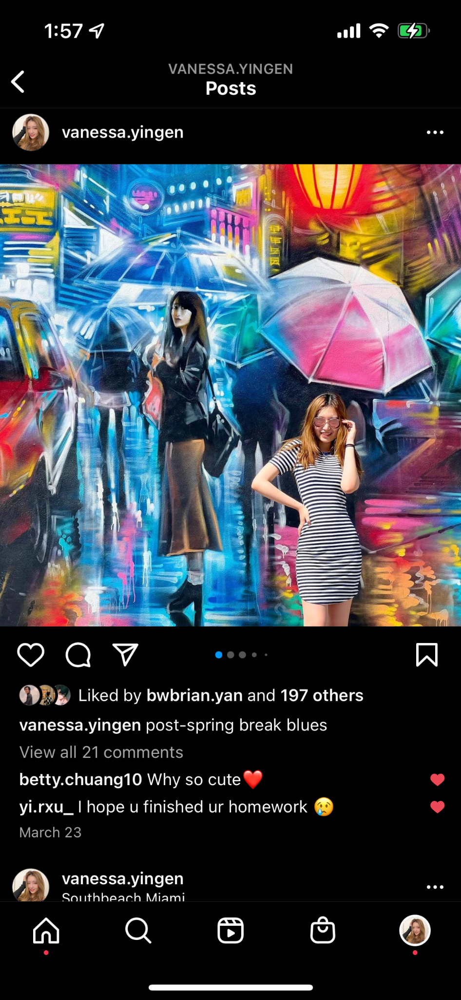 1:57
VANESSA.YINGEN
Posts
vanessa.yingen
Liked by bwbrian.yan and 197 others
vanessa.yingen post-spring break blues
View all 21 comments
betty.chuang10 Why so cute❤️
yi.rxu_ I hope u finished ur homework 😢
March 23
vanessa.yingen
Southbeach Miami